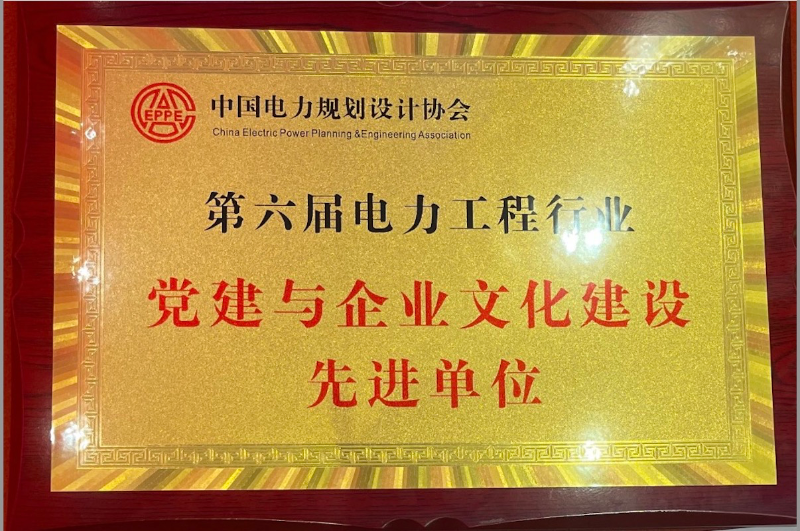 EPPE
中国电力规划设计协会
China Electric Power Planning &Engineering Association
第六届电力工程行业
党建与企业文化建设
先进单位